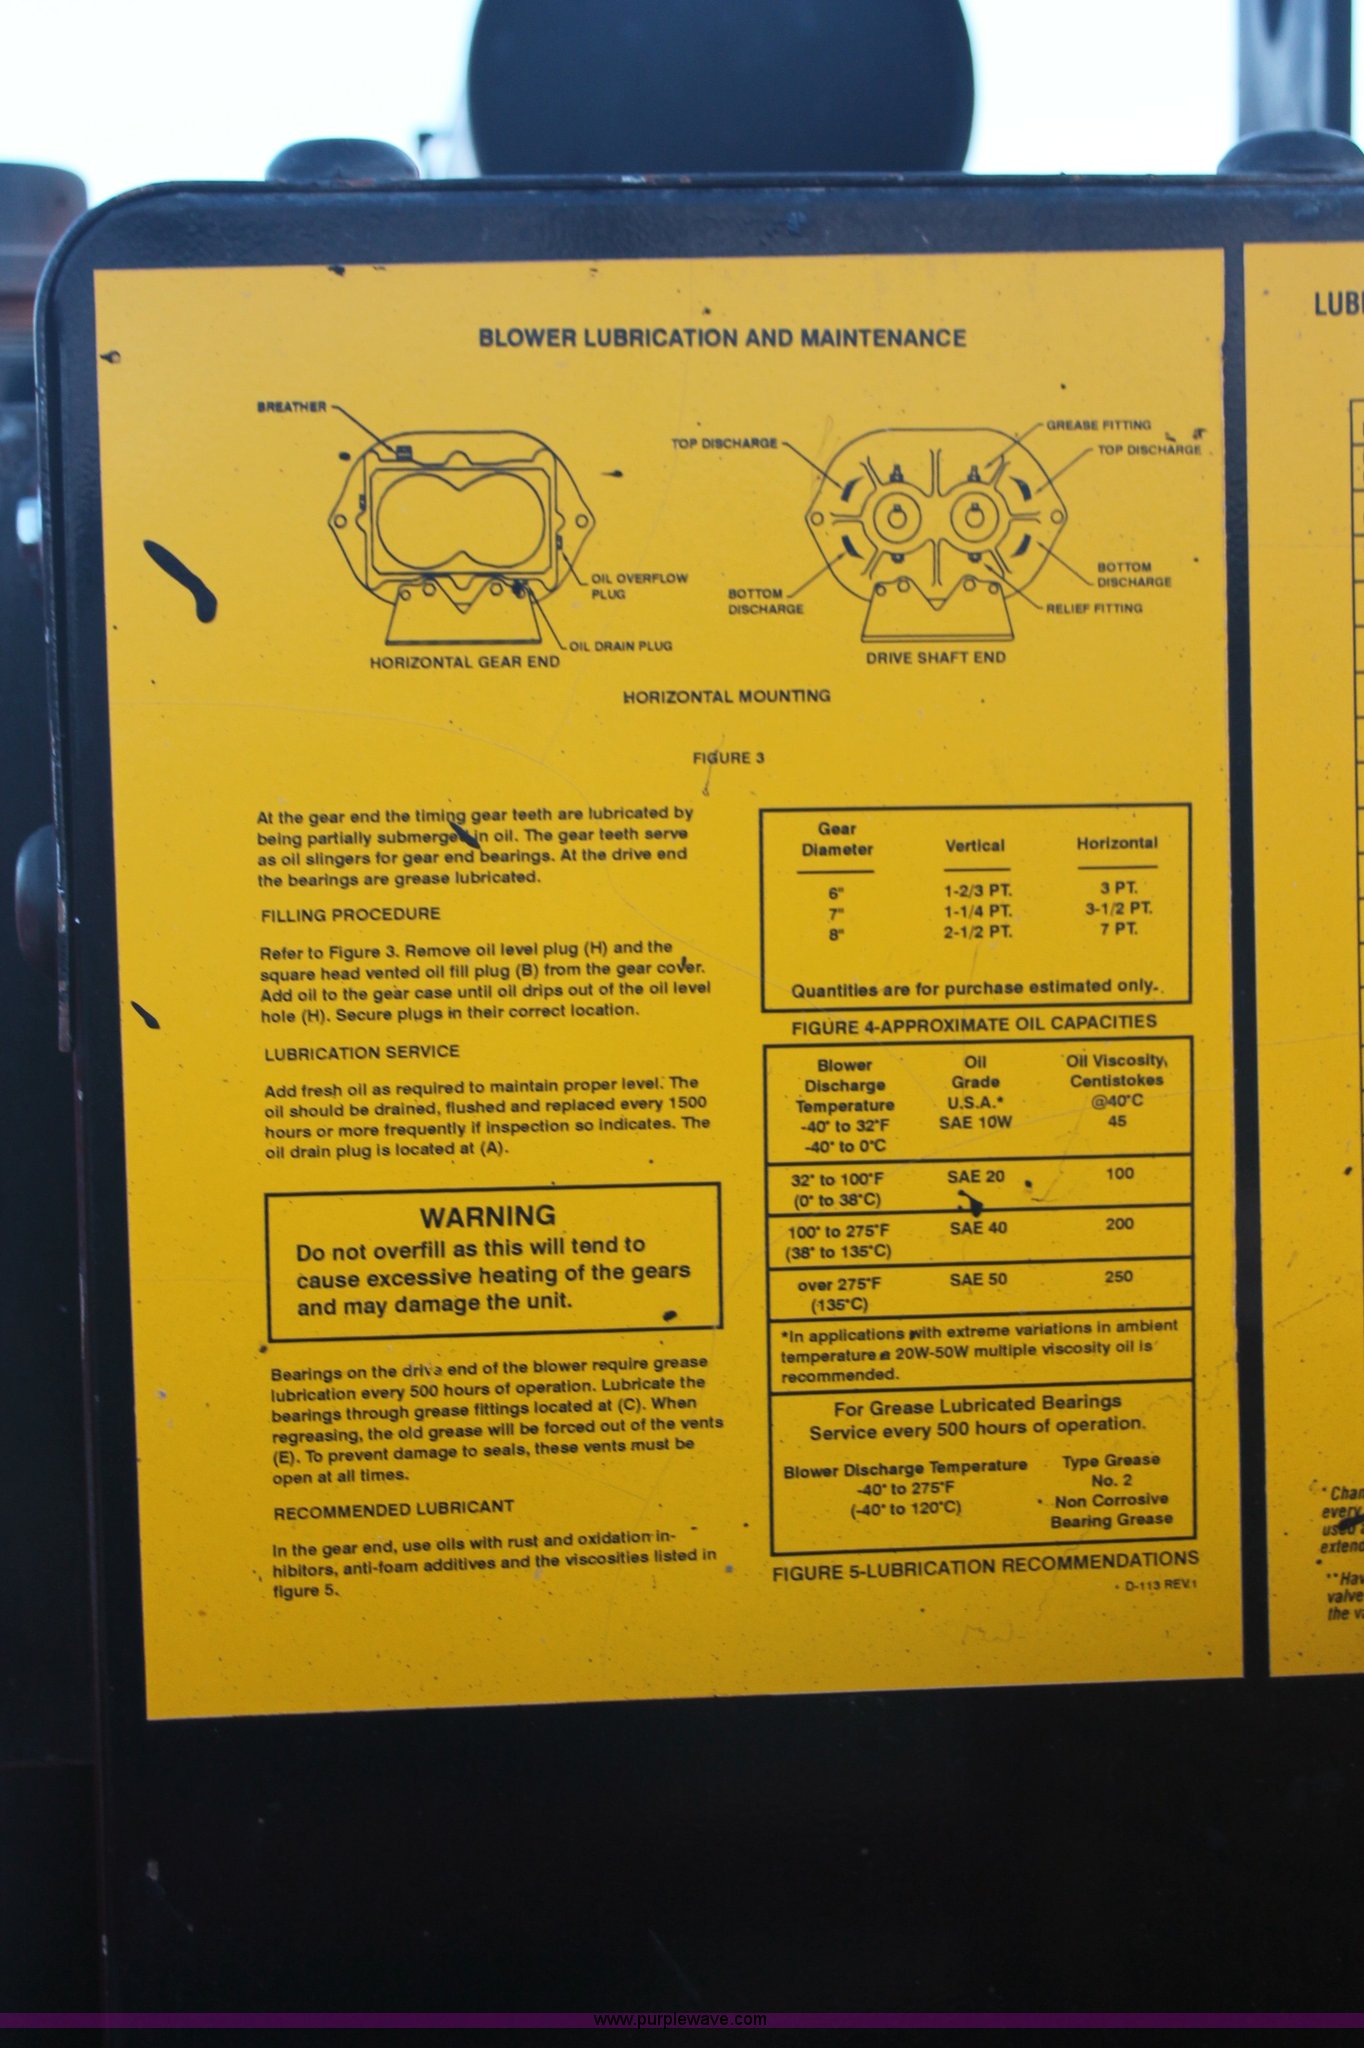 BLOWER LUBRICATION AND MAINTENANCE
BREATHER
OIL OVERFLOW
PLUG
OIL DRAIN PLUG
HORIZONTAL GEAR END
TOP DISCHARGE
GREASE FITTING
TOP DISCHARGE
BOTTOM
DISCHARGE
BOTTOM
DISCHARGE
RELIEF FITTING
DRIVE SHAFT END
HORIZONTAL MOUNTING
FIGURE 3
At the gear end the timing gear teeth are lubricated by
being partially submerged in oil. The gear teeth serve
as oil slingers for gear end bearings. At the drive end
the bearings are grease lubricated.
FILLING PROCEDURE
Refer to Figure 3. Remove oil level plug (H) and the
square head vented oil fill plug (B) from the gear cover.
Add oil to the gear case until oil drips out of the oil level
hole (H). Secure plugs in their correct location.
LUBRICATION SERVICE
Add fresh oil as required to maintain proper level. The
oil should be drained, flushed and replaced every 1500
hours or more frequently if inspection so indicates. The
oil drain plug is located at (A).
WARNING
Do not overfill as this will tend to
cause excessive heating of the gears
and may damage the unit.
Bearings on the drive end of the blower require grease
lubrication every 500 hours of operation. Lubricate the
bearings through grease fittings located at (C). When
regreasing, the old grease will be forced out of the vents
(E). To prevent damage to seals, these vents must be
open at all times.
RECOMMENDED LUBRICANT
In the gear end, use oils with rust and oxidation in-
hibitors, anti-foam additives and the viscosities listed in
figure 5.
Gear
Diameter Vertical Horizontal
6" 1-2/3 PT. 3 PT.
7" 1-1/4 PT. 3-1/2 PT.
8" 2-1/2 PT. 7 PT.
Quantities are for purchase estimated only.
FIGURE 4-APPROXIMATE OIL CAPACITIES
Blower Oil Oil Viscosity,
Discharge Grade Centistokes
Temperature U.S.A.* @40°C
-40° to 32°F SAE 10W 45
-40° to 0°C
32° to 100°F SAE 20 100
(0° to 38°C)
100° to 275°F SAE 40 200
(38° to 135°C)
over 275°F SAE 50 250
(135°C)
*In applications with extreme variations in ambient
temperature a 20W-50W multiple viscosity oil is
recommended.
For Grease Lubricated Bearings
Service every 500 hours of operation.
Blower Discharge Temperature Type Grease
-40° to 275°F No. 2
(-40° to 120°C) Non Corrosive
Bearing Grease
FIGURE 5-LUBRICATION RECOMMENDATIONS
D-113 REV.1
every
the
www.purplewave.com